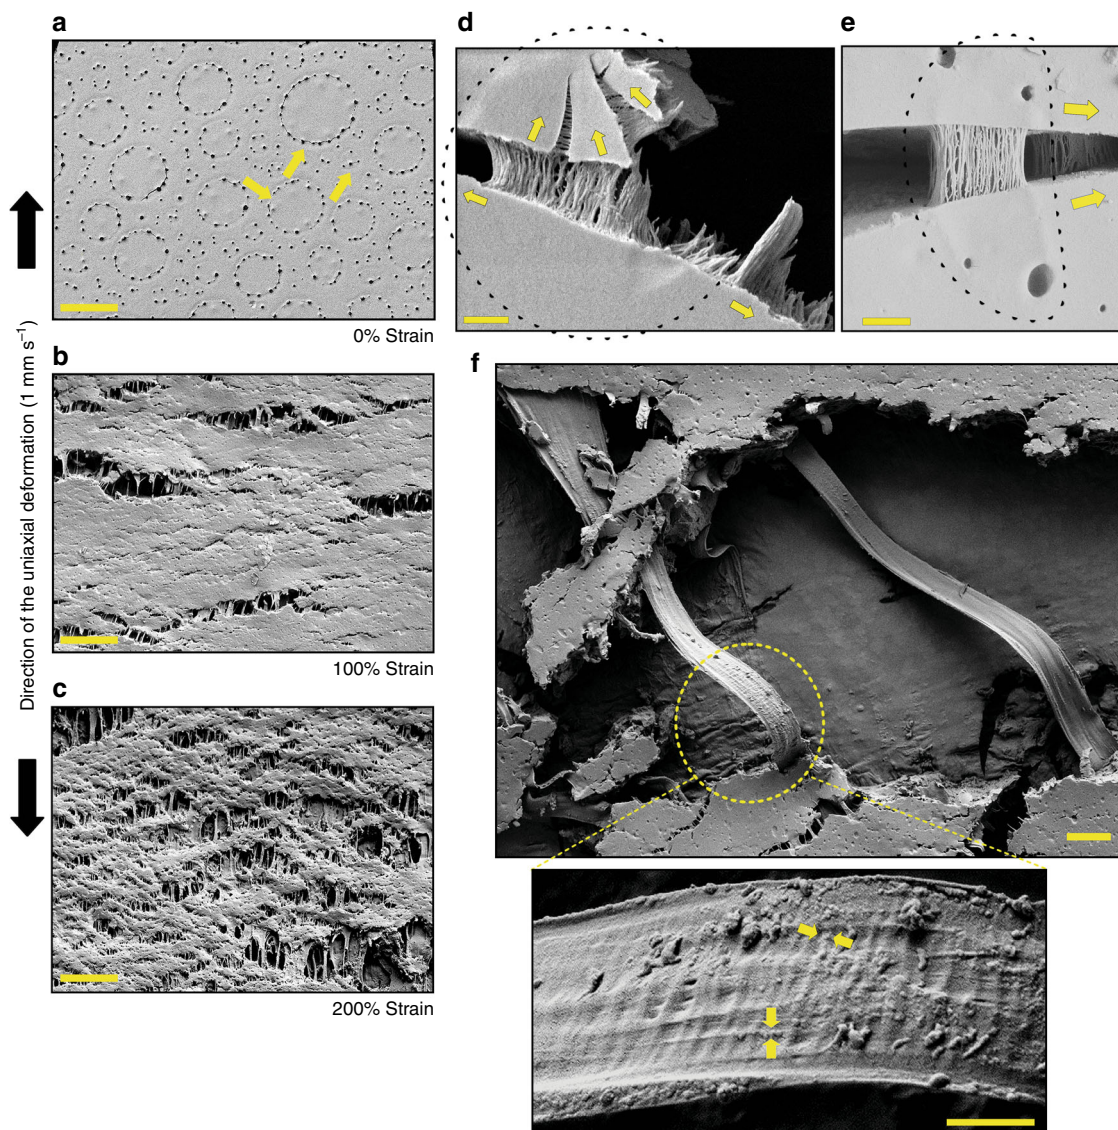 a
0% Strain
b
100% Strain
c
200% Strain
Direction of the uniaxial deformation (1 mm s⁻¹)
d
e
f